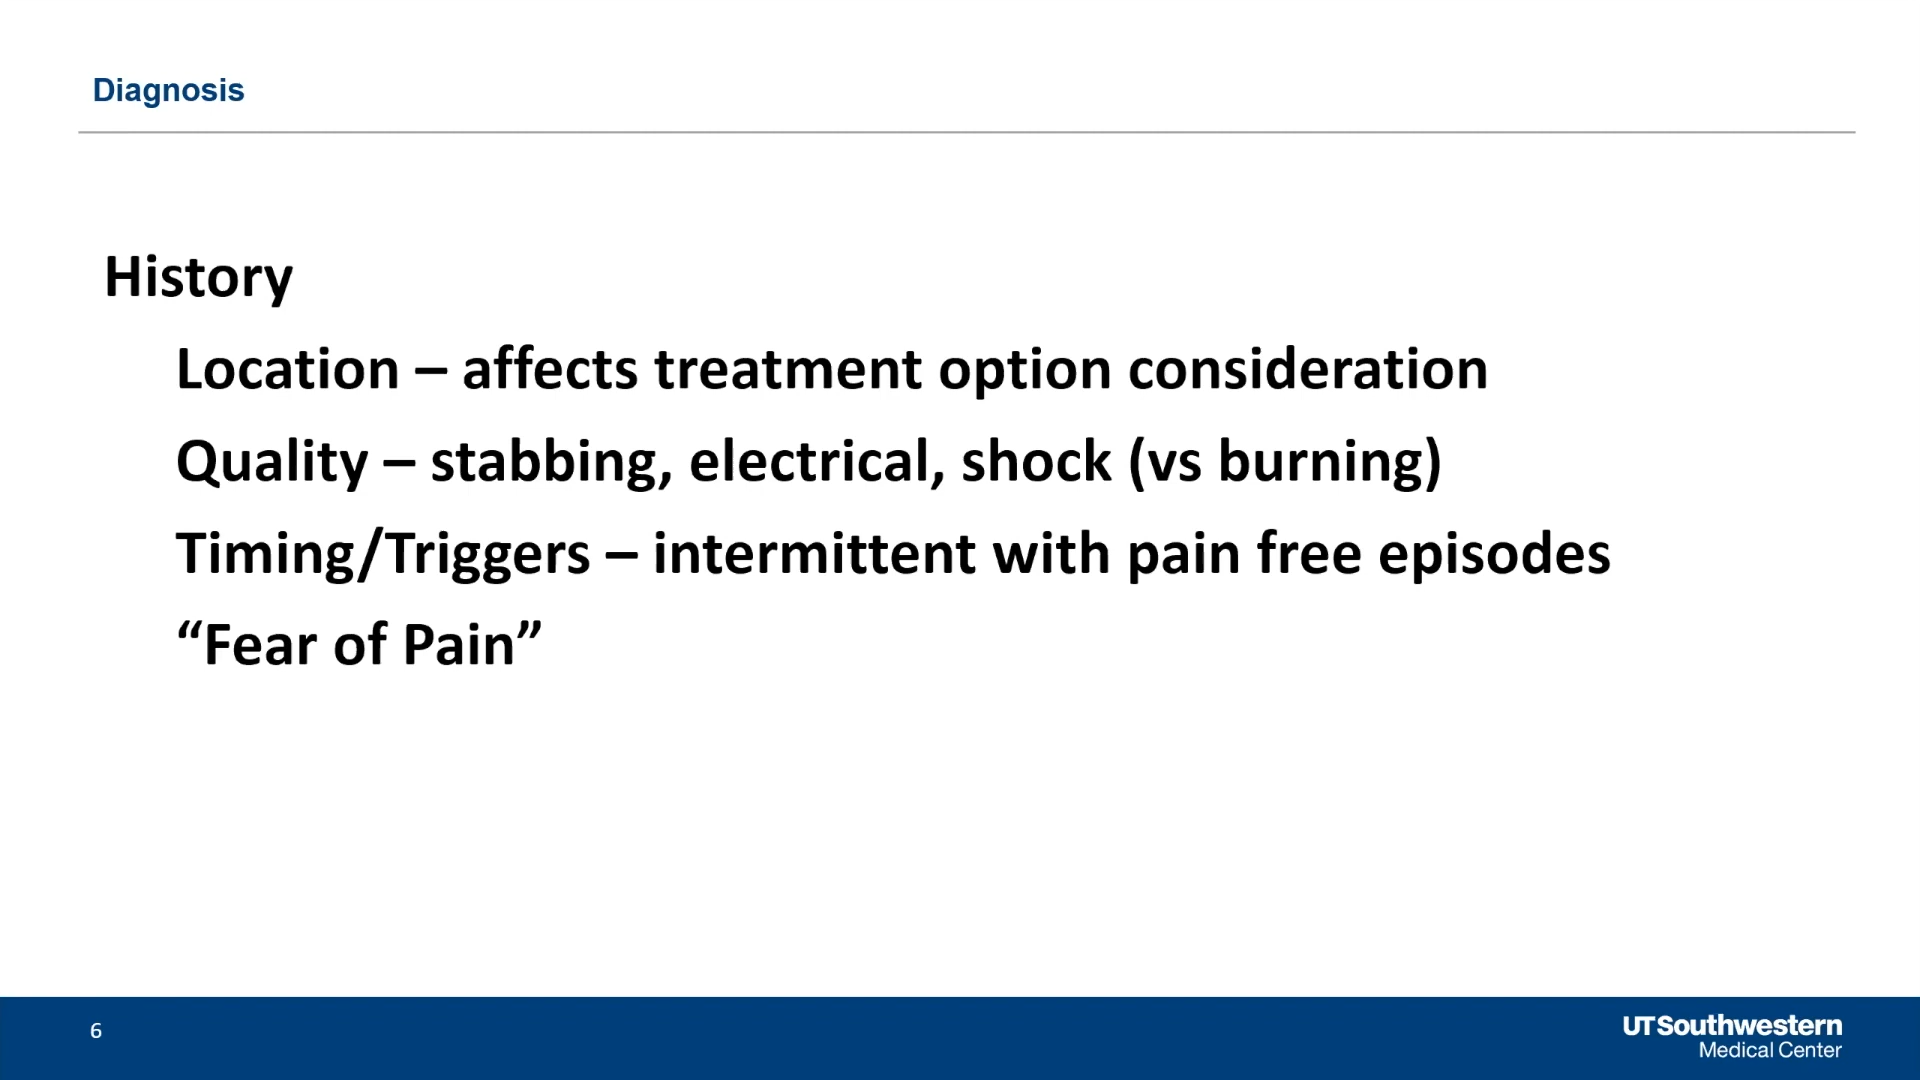 Diagnosis
History
Location – affects treatment option consideration
Quality – stabbing, electrical, shock (vs burning)
Timing/Triggers – intermittent with pain free episodes
“Fear of Pain”
6
UTSouthwestern
Medical Center